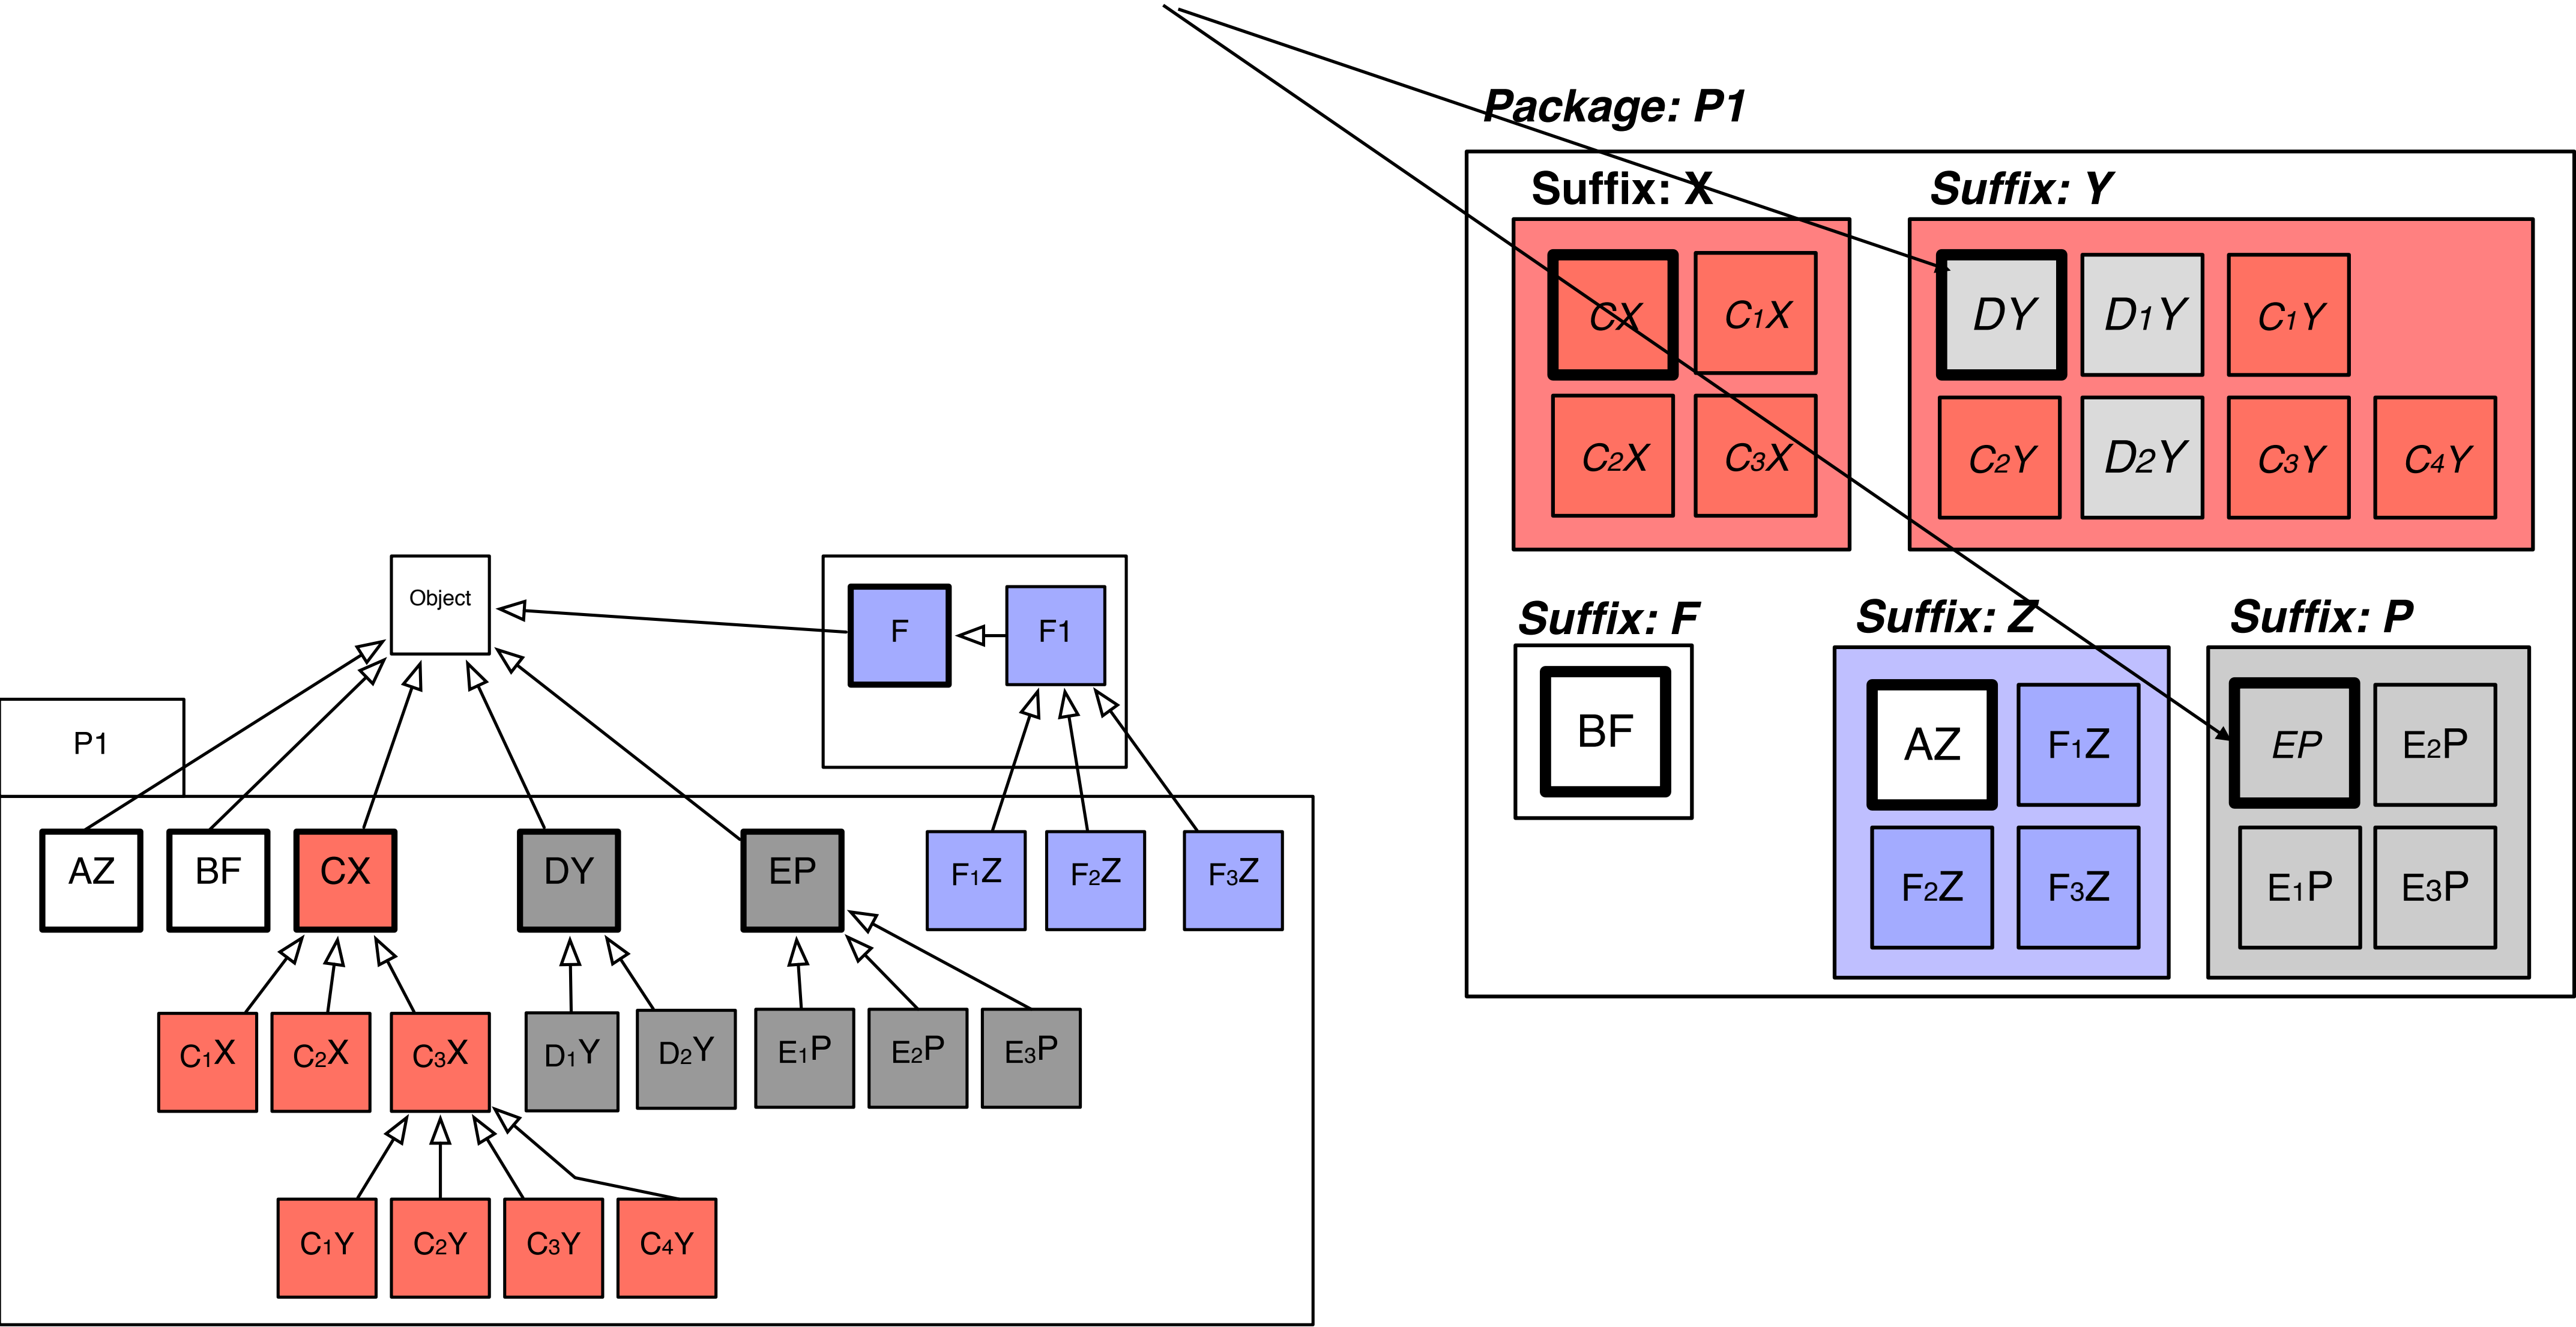 Package: P1
Suffix: X
Suffix: Y
CX
C1X
DY
D1Y
C1Y
C2X
C3X
C2Y
D2Y
C3Y
C4Y
Suffix: F
Suffix: Z
Suffix: P
BF
AZ
F1Z
EP
E2P
F2Z
F3Z
E1P
E3P
Object
F
F1
P1
AZ
BF
CX
DY
EP
F1Z
F2Z
F3Z
C1X
C2X
C3X
D1Y
D2Y
E1P
E2P
E3P
C1Y
C2Y
C3Y
C4Y